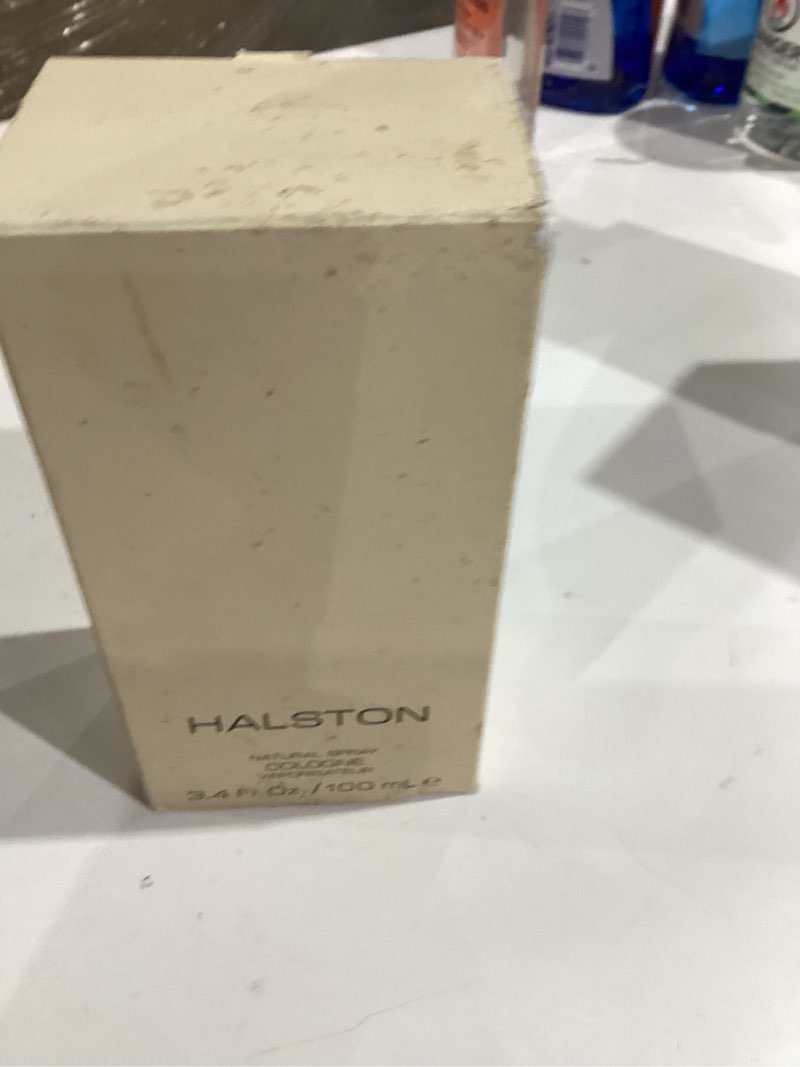 HALSTON
NATURAL SPRAY
COLOGNE
VAPORISATEUR
3.4 Fl.Oz./100 mL e